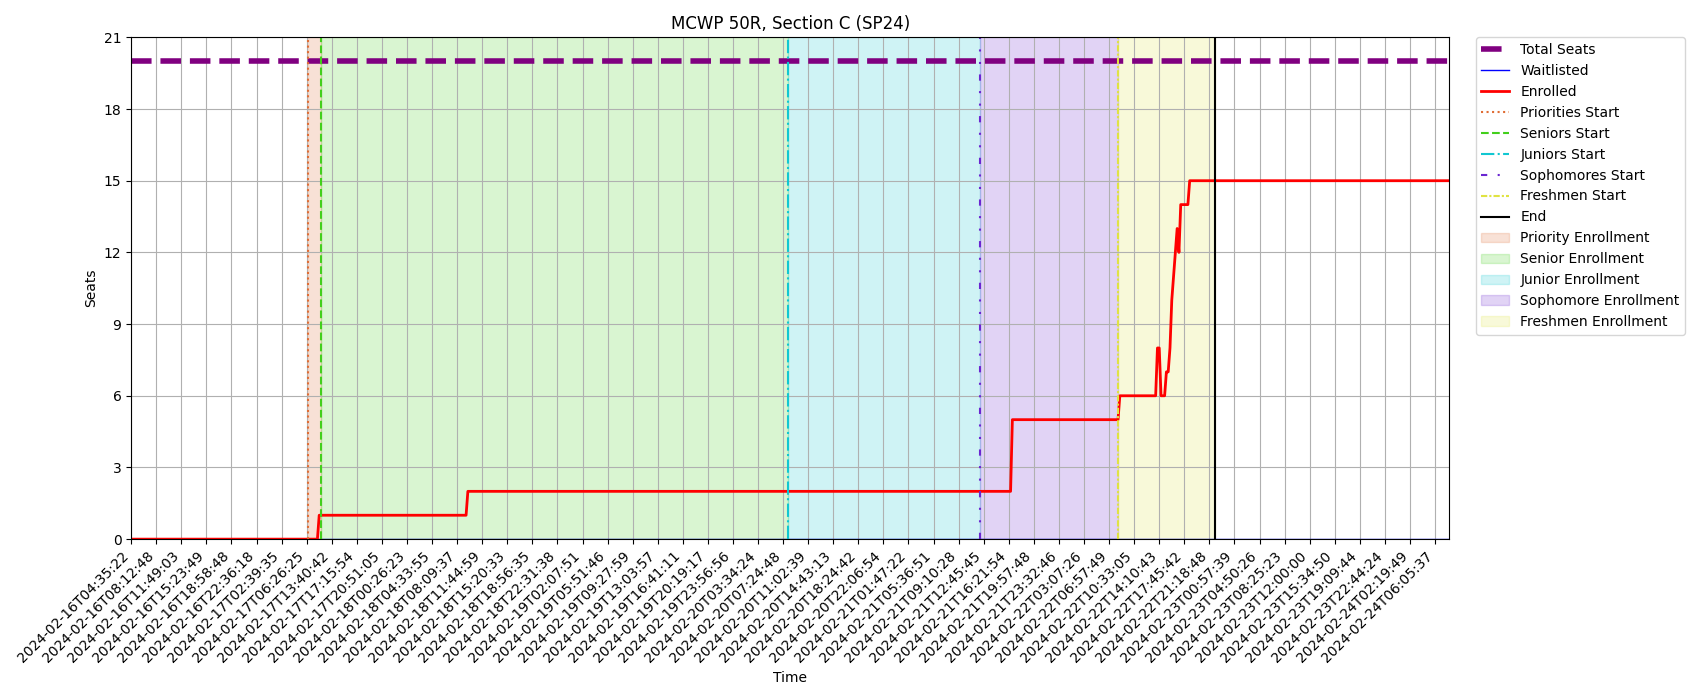 MCWP 50R, Section C (SP24)
Seats
21
18
15
12
9
6
3
0
2024-02-16T04:35:22
2024-02-16T08:12:48
2024-02-16T11:49:03
2024-02-16T15:23:49
2024-02-16T18:58:48
2024-02-16T22:36:18
2024-02-17T02:39:35
2024-02-17T06:26:25
2024-02-17T13:40:42
2024-02-17T17:15:54
2024-02-17T20:51:05
2024-02-18T00:26:23
2024-02-18T04:33:55
2024-02-18T08:09:37
2024-02-18T11:44:59
2024-02-18T15:20:33
2024-02-18T18:56:35
2024-02-18T22:31:38
2024-02-19T02:07:51
2024-02-19T05:51:46
2024-02-19T09:27:59
2024-02-19T13:03:57
2024-02-19T16:41:11
2024-02-19T20:19:17
2024-02-19T23:56:56
2024-02-20T03:34:24
2024-02-20T07:24:48
2024-02-20T11:02:39
2024-02-20T14:43:13
2024-02-20T18:24:42
2024-02-20T22:06:54
2024-02-21T01:47:22
2024-02-21T05:36:51
2024-02-21T09:10:28
2024-02-21T12:45:45
2024-02-21T16:21:54
2024-02-21T19:57:48
2024-02-21T23:32:46
2024-02-22T03:07:26
2024-02-22T06:57:49
2024-02-22T10:33:05
2024-02-22T14:10:43
2024-02-22T17:45:42
2024-02-22T21:18:48
2024-02-23T00:57:39
2024-02-23T04:50:26
2024-02-23T08:25:23
2024-02-23T12:00:00
2024-02-23T15:34:50
2024-02-23T19:09:44
2024-02-23T22:44:24
2024-02-24T02:19:49
2024-02-24T06:05:37
Time
Total Seats
Waitlisted
Enrolled
Priorities Start
Seniors Start
Juniors Start
Sophomores Start
Freshmen Start
End
Priority Enrollment
Senior Enrollment
Junior Enrollment
Sophomore Enrollment
Freshmen Enrollment